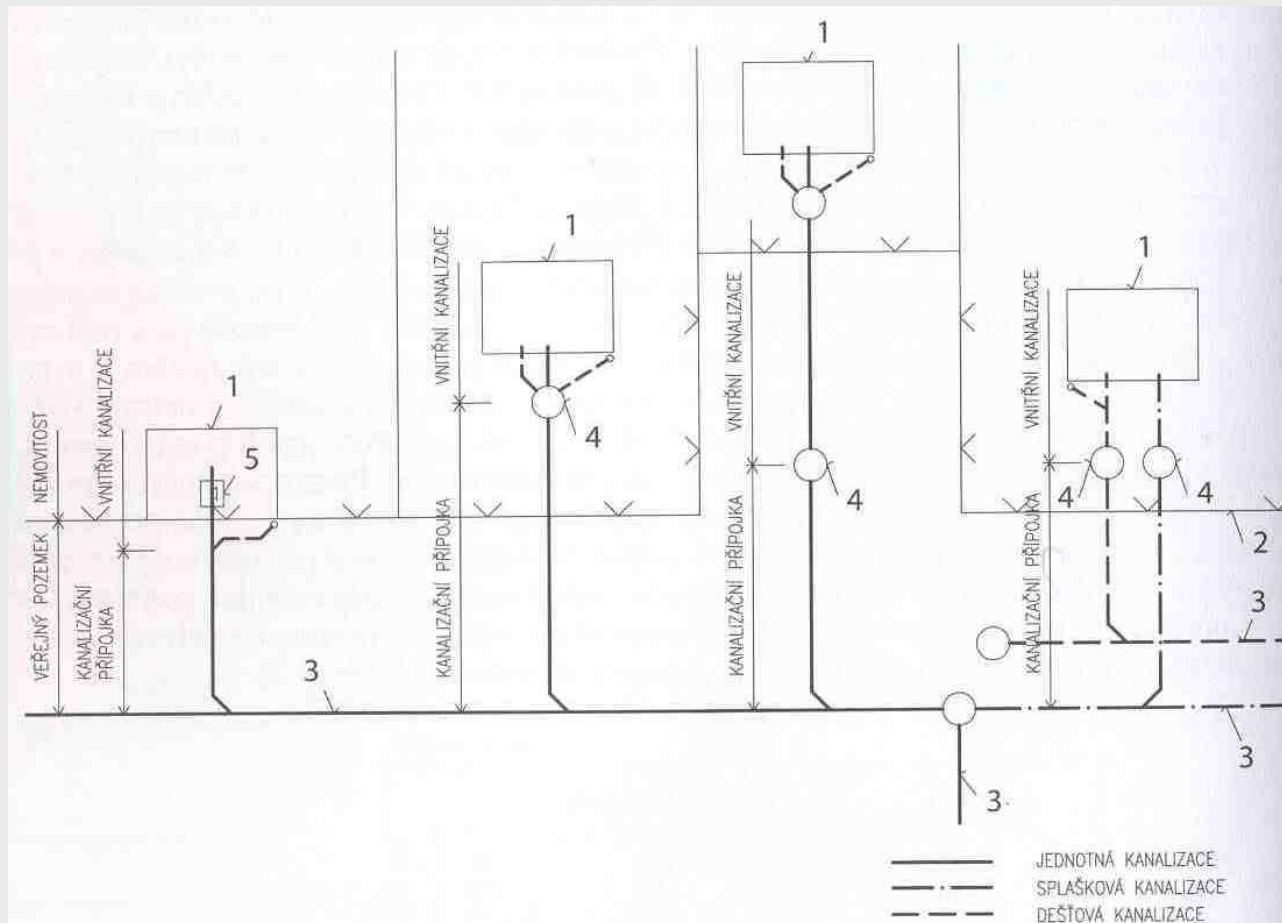 1
1
1
1
VNITŘNÍ KANALIZACE
VNITŘNÍ KANALIZACE
VNITŘNÍ KANALIZACE
VNITŘNÍ KANALIZACE
NEMOVITOST
5
4
4
4
4
2
VEŘEJNÝ POZEMEK
KANALIZAČNÍ
PŘÍPOJKA
KANALIZAČNÍ PŘÍPOJKA
KANALIZAČNÍ PŘÍPOJKA
KANALIZAČNÍ PŘÍPOJKA
3
3
3
3
JEDNOTNÁ KANALIZACE
SPLAŠKOVÁ KANALIZACE
DEŠŤOVÁ KANALIZACE